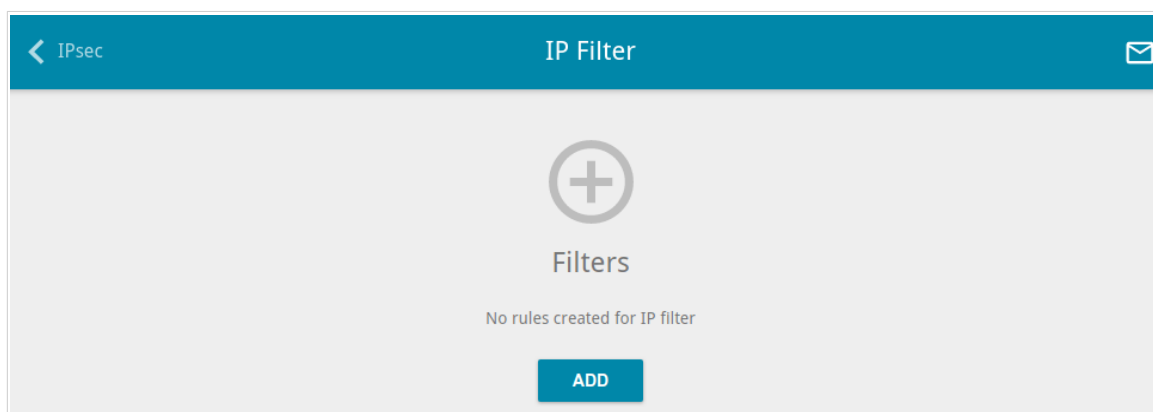 IPsec
IP Filter
Filters
No rules created for IP filter
ADD